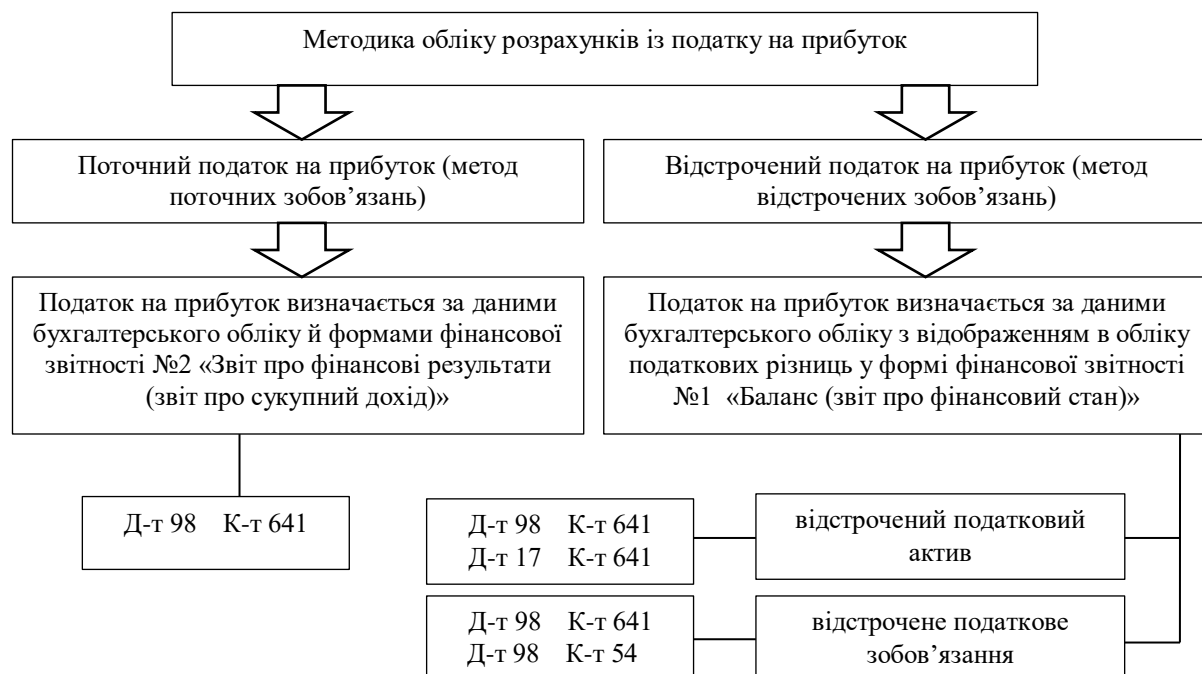 Методика обліку розрахунків із податку на прибуток
Поточний податок на прибуток (метод
поточних зобов’язань)
Відстрочений податок на прибуток (метод
відстрочених зобов’язань)
Податок на прибуток визначається за даними
бухгалтерського обліку й формами фінансової
звітності №2 «Звіт про фінансові результати
(звіт про сукупний дохід)»
Податок на прибуток визначається за даними
бухгалтерського обліку з відображенням в обліку
податкових різниць у формі фінансової звітності
№1 «Баланс (звіт про фінансовий стан)»
Д-т 98 К-т 641
Д-т 98 К-т 641
Д-т 17 К-т 641
відстрочений податковий
актив
Д-т 98 К-т 641
Д-т 98 К-т 54
відстрочене податкове
зобов’язання